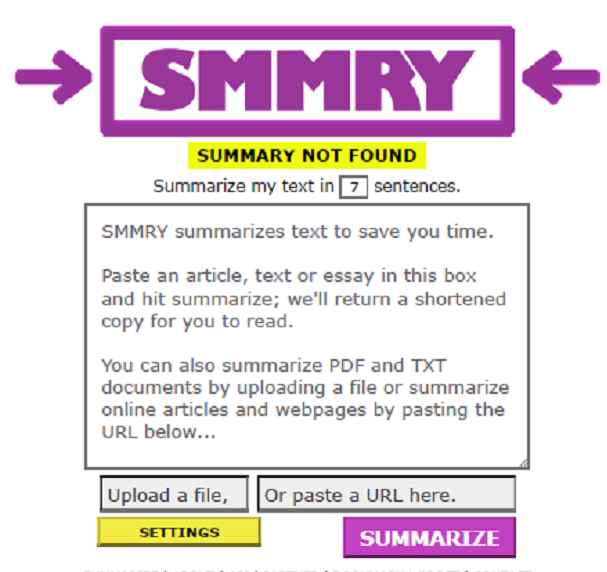 SMMRY
SUMMARY NOT FOUND
Summarize my text in 7 sentences.
SMMRY summarizes text to save you time.
Paste an article, text or essay in this box
and hit summarize; we'll return a shortened
copy for you to read.
You can also summarize PDF and TXT
documents by uploading a file or summarize
online articles and webpages by pasting the
URL below...
Upload a file,
Or paste a URL here.
SETTINGS
SUMMARIZE